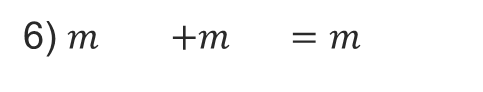 6) m +m = m